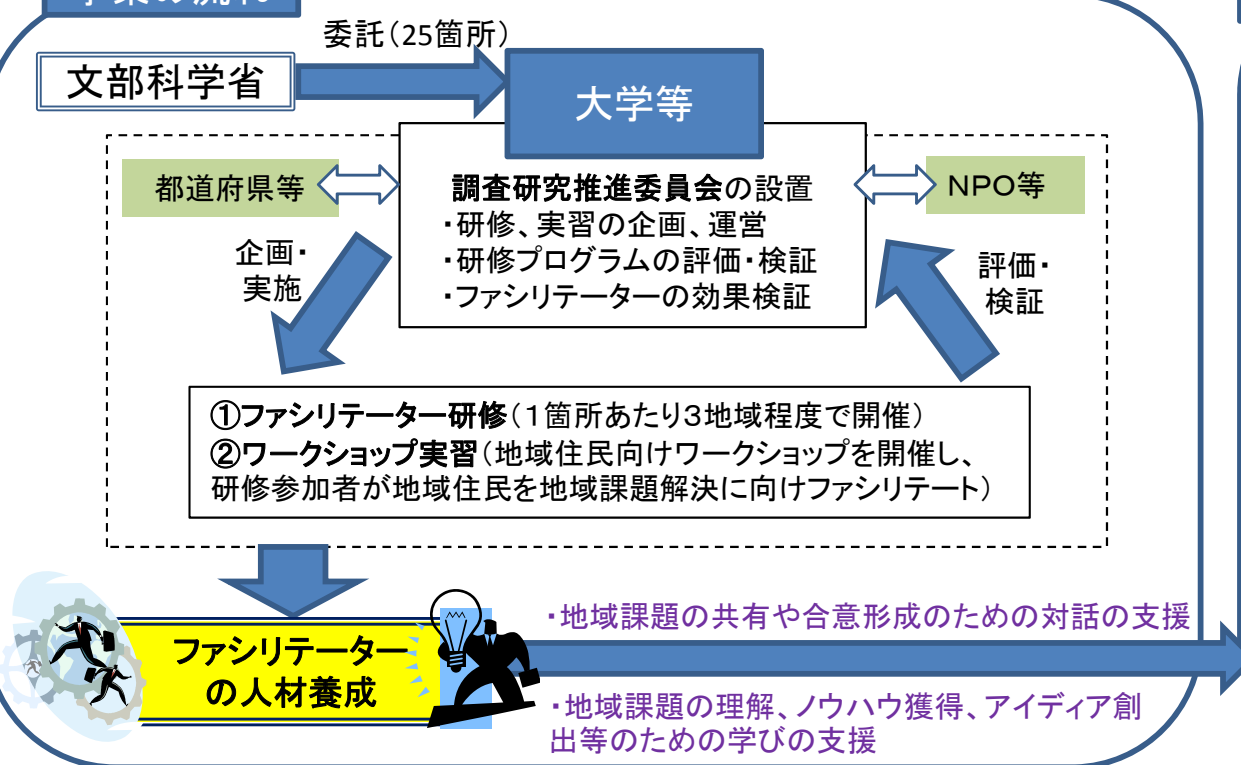 委託(25箇所)
文部科学省
大学等
都道府県等
調査研究推進委員会の設置
・研修、実習の企画、運営
・研修プログラムの評価・検証
・ファシリテーターの効果検証
NPO等
企画・
実施
評価・
検証
①ファシリテーター研修(1箇所あたり3地域程度で開催)
②ワークショップ実習(地域住民向けワークショップを開催し、
研修参加者が地域住民を地域課題解決に向けファシリテート)
ファシリテーター
の人材養成
・地域課題の共有や合意形成のための対話の支援
・地域課題の理解、ノウハウ獲得、アイディア創
出等のための学びの支援